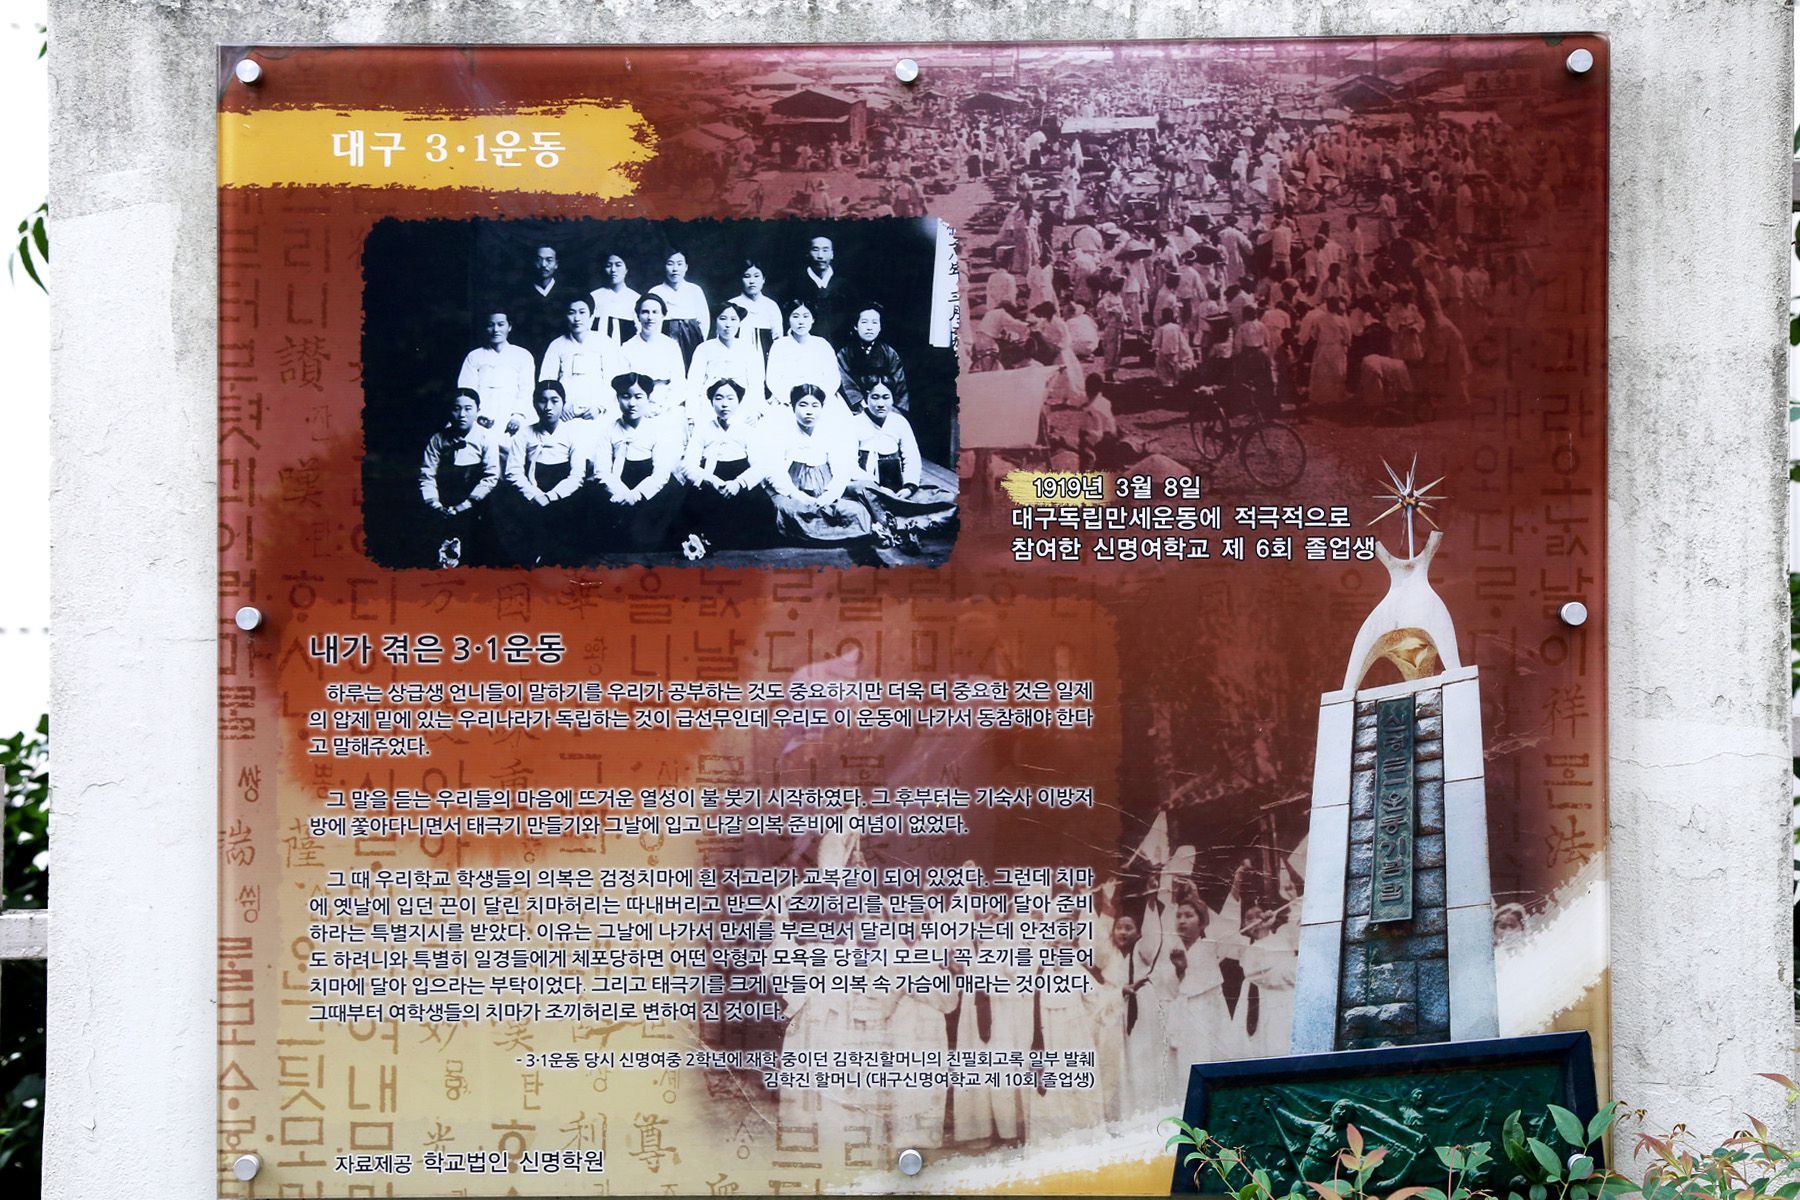 대구 3·1운동
1919년 3월 8일
대구독립만세운동에 적극적으로
참여한 신명여학교 제 6회 졸업생
내가 겪은 3·1운동
하루는 상급생 언니들이 말하기를 우리가 공부하는 것도 중요하지만 더욱 더 중요한 것은 일제
의 압제 밑에 있는 우리나라가 독립하는 것이 급선무인데 우리도 이 운동에 나가서 동참해야 한다
고 말해주었다.
그 말을 듣는 우리들의 마음에 뜨거운 열성이 불 붓기 시작하였다. 그 후부터는 기숙사 이방저
방에 쫓아다니면서 태극기 만들기와 그날에 입고 나갈 의복 준비에 여념이 없었다.
그 때 우리학교 학생들의 의복은 검정치마에 흰 저고리가 교복같이 되어 있었다. 그런데 치마
에 옛날에 입던 끈이 달린 치마허리는 따내버리고 반드시 조끼허리를 만들어 치마에 달아 준비
하라는 특별지시를 받았다. 이유는 그날에 나가서 만세를 부르면서 달리며 뛰어가는데 안전하기
도 하려니와 특별히 일경들에게 체포당하면 어떤 악형과 모욕을 당할지 모르니 꼭 조끼를 만들어
치마에 달아 입으라는 부탁이었다. 그리고 태극기를 크게 만들어 의복 속 가슴에 매라는 것이었다.
그때부터 여학생들의 치마가 조끼허리로 변하여 진 것이다.
- 3·1운동 당시 신명여중 2학년에 재학 중이던 김학진할머니의 친필회고록 일부 발췌
김학진 할머니 (대구신명여학교 제 10회 졸업생)
자료제공 학교법인 신명학원